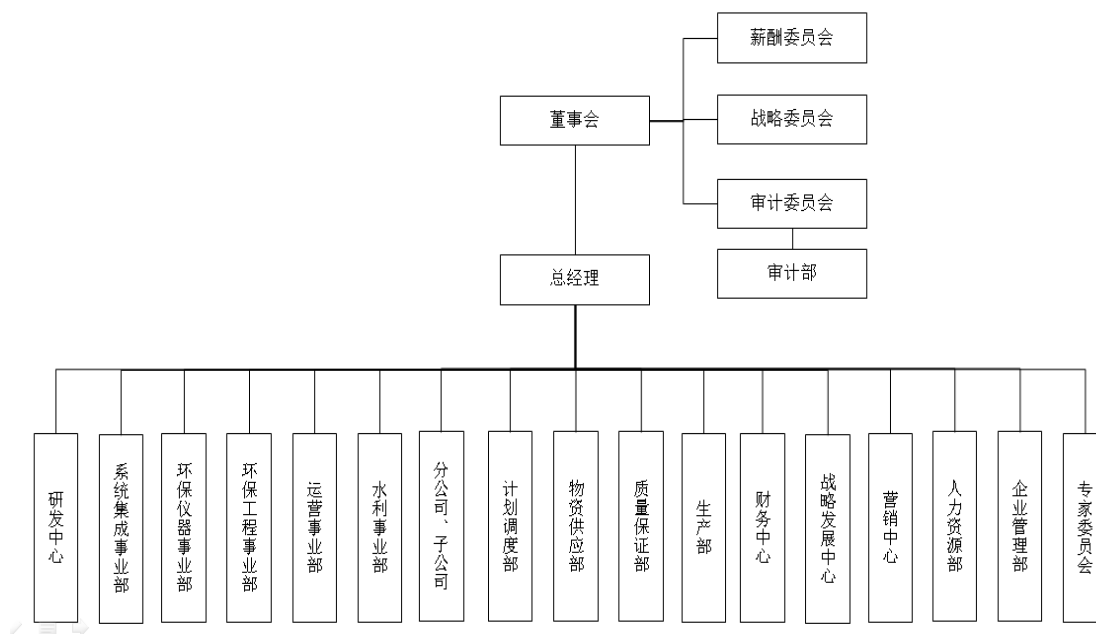 薪酬委员会
董事会
战略委员会
审计委员会
总经理
审计部
研发中心
系统集成事业部
环保仪器事业部
环保工程事业部
运营事业部
水利事业部
分公司、子公司
计划调度部
物资供应部
质量保证部
生产部
财务中心
战略发展中心
营销中心
人力资源部
企业管理部
专家委员会